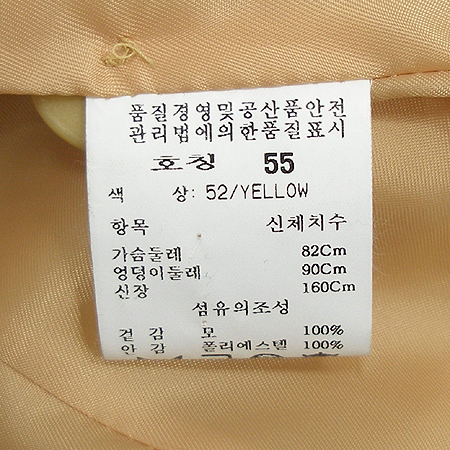 품질경영및공산품안전
관리법에의한품질표시
호칭 55
색 상: 52/YELLOW
항목 신체치수
가슴둘레 82Cm
엉덩이둘레 90Cm
신장 160Cm
섬유의조성
겉 감 모 100%
안 감 폴리에스텔 100%